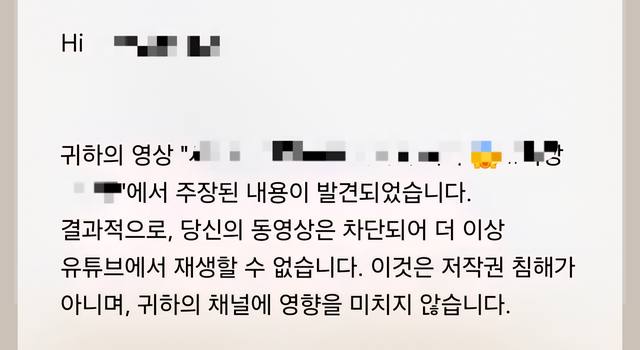 Hi
귀하의 영상 "
"에서 주장된 내용이 발견되었습니다.
결과적으로, 당신의 동영상은 차단되어 더 이상
유튜브에서 재생할 수 없습니다. 이것은 저작권 침해가
아니며, 귀하의 채널에 영향을 미치지 않습니다.